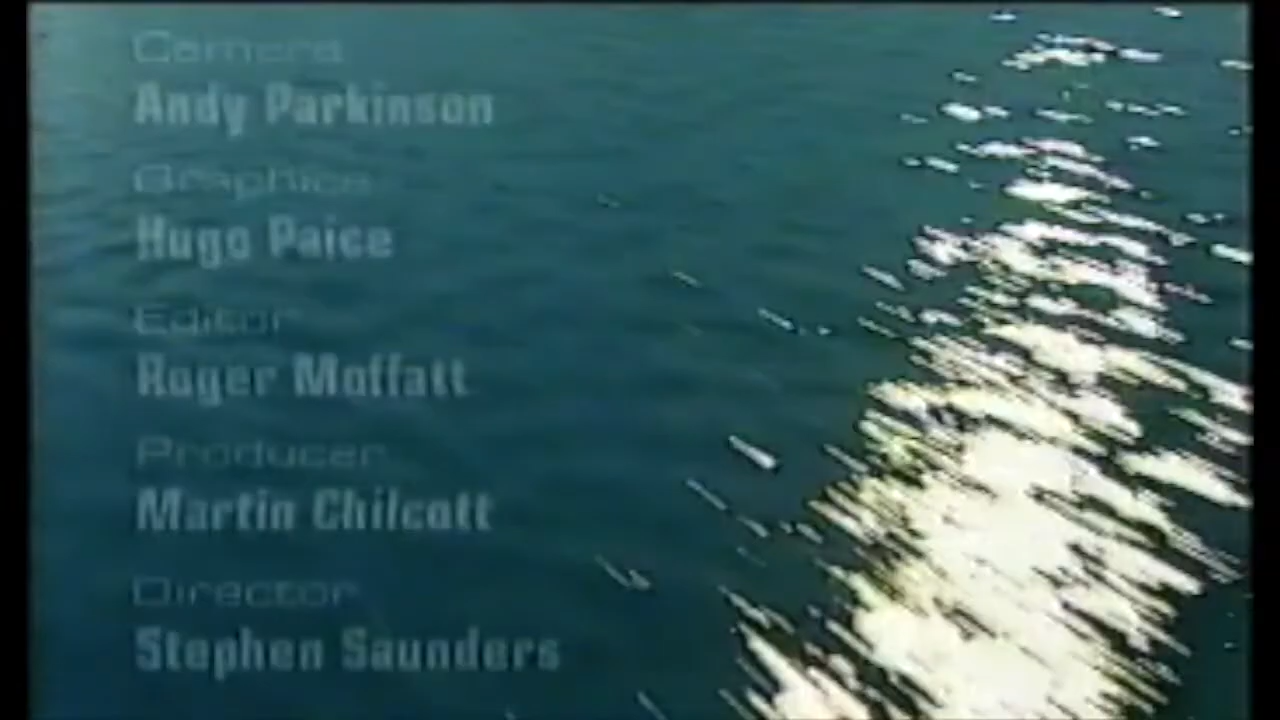 Camera
Andy Parkinson
Graphics
Hugo Paice
Editor
Roger Moffatt
Producer
Martin Chilcott
Director
Stephen Saunders